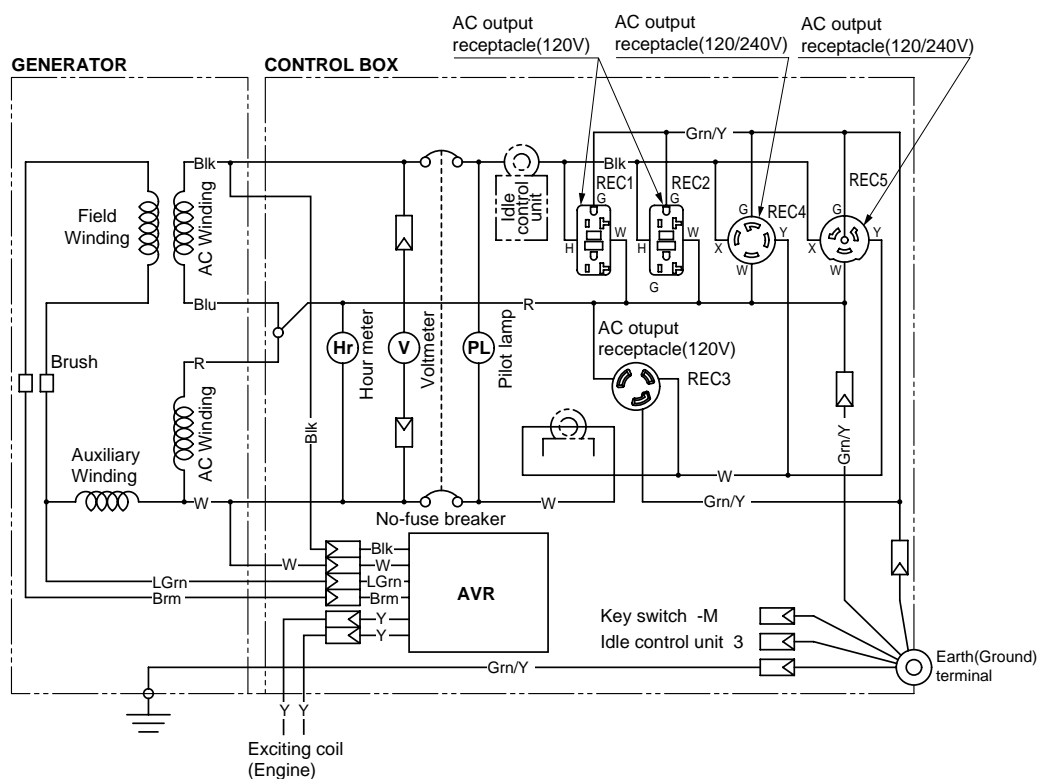 AC output
receptacle(120V)
AC output
receptacle(120/240V)
AC output
receptacle(120/240V)
GENERATOR
CONTROL BOX
Grn/Y
Blk
Blk
REC1
REC2
REC4
REC5
G
G
G
G
Idle
control
unit
Field
Winding
AC Winding
H
W
H
W
X
Y
X
Y
W
W
G
Blu
R
Hr
Hour meter
V
Voltmeter
PL
Pilot lamp
AC otuput
receptacle(120V)
REC3
R
Brush
Blk
AC Winding
Grn/Y
Auxiliary
Winding
W
W
W
Grn/Y
No-fuse breaker
Blk
W
W
LGrn
LGrn
Brm
Brm
AVR
Y
Y
Key switch -M
Idle control unit 3
Grn/Y
Earth(Ground)
terminal
Y
Y
Exciting coil
(Engine)